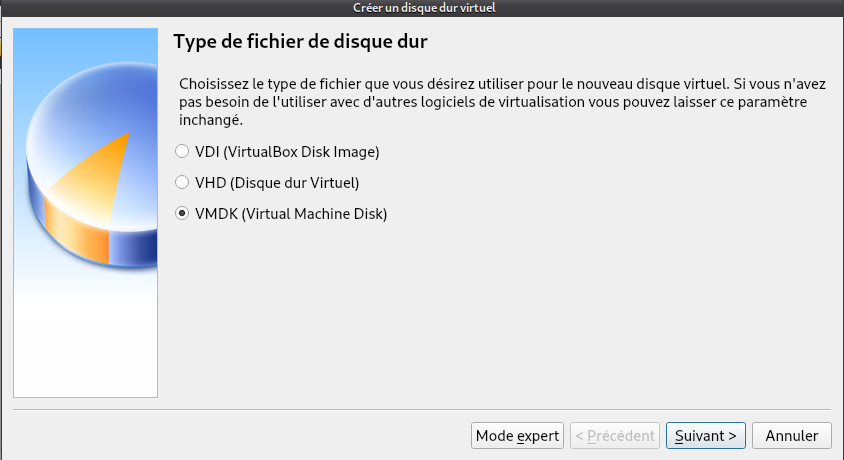 Créer un disque dur virtuel
Type de fichier de disque dur
Choisissez le type de fichier que vous désirez utiliser pour le nouveau disque virtuel. Si vous n'avez
pas besoin de l'utiliser avec d'autres logiciels de virtualisation vous pouvez laisser ce paramètre
inchangé.
VDI (VirtualBox Disk Image)
VHD (Disque dur Virtuel)
VMDK (Virtual Machine Disk)
Mode expert < Précédent Suivant > Annuler